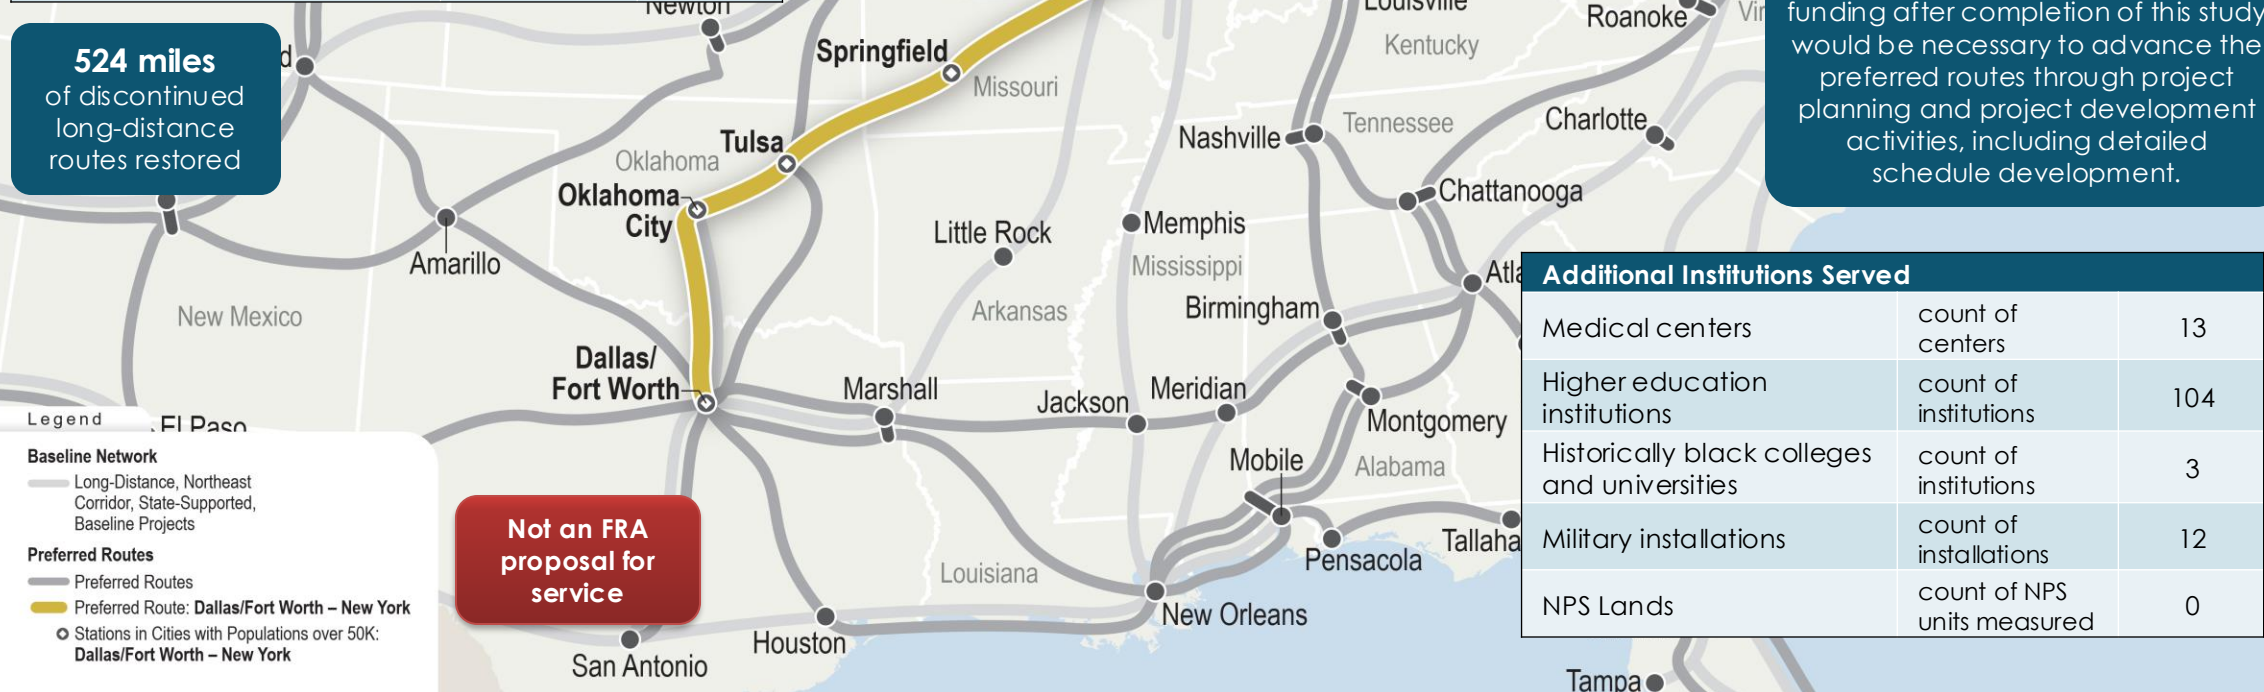 Newton
Louisville
Roanoke
Vir
funding after completion of this study
would be necessary to advance the
preferred routes through project
planning and project development
activities, including detailed
schedule development.
524 miles
of discontinued
long-distance
routes restored
d
Springfield
Kentucky
Missouri
Tulsa
Oklahoma
Nashville
Tennessee
Charlotte
Oklahoma
City
Chattanooga
Little Rock
Memphis
Amarillo
Mississippi
Atla
New Mexico
Arkansas
Birmingham
Dallas/
Fort Worth
Marshall
Jackson
Meridian
Montgomery
Mobile
Alabama
El Paso
Pensacola
Tallaha
Louisiana
New Orleans
Houston
San Antonio
Tampa
Additional Institutions Served
Medical centers
count of
centers
13
Higher education
institutions
count of
institutions
104
Historically black colleges
and universities
count of
institutions
3
Military installations
count of
installations
12
NPS Lands
count of NPS
units measured
0
Legend
Baseline Network
Long-Distance, Northeast
Corridor, State-Supported,
Baseline Projects
Preferred Routes
Preferred Routes
Preferred Route: Dallas/Fort Worth – New York
Stations in Cities with Populations over 50K:
Dallas/Fort Worth – New York
Not an FRA
proposal for
service